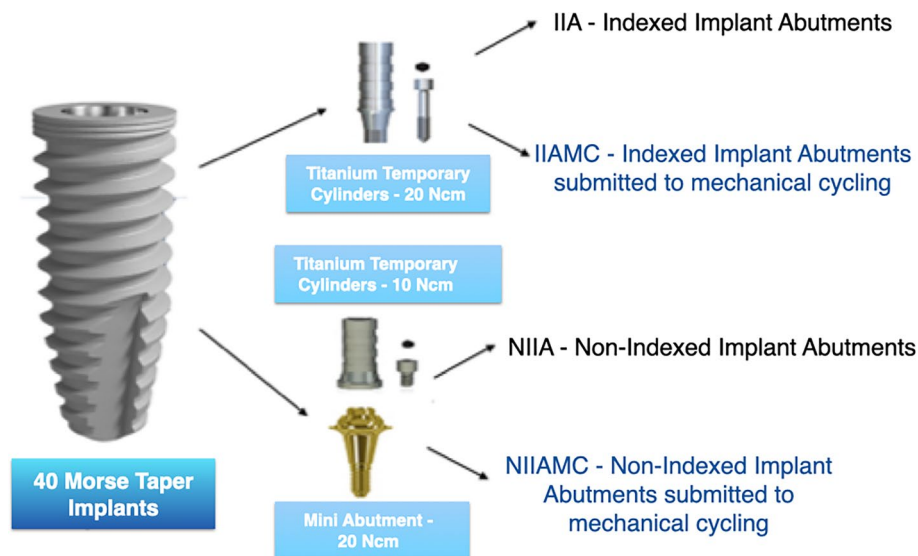 IIA - Indexed Implant Abutments
IIAMC - Indexed Implant Abutments
submitted to mechanical cycling
Titanium Temporary
Cylinders - 20 Ncm
Titanium Temporary
Cylinders - 10 Ncm
NIIA - Non-Indexed Implant Abutments
NIIAMC - Non-Indexed Implant
Abutments submitted to
mechanical cycling
40 Morse Taper
Implants
Mini Abutment -
20 Ncm